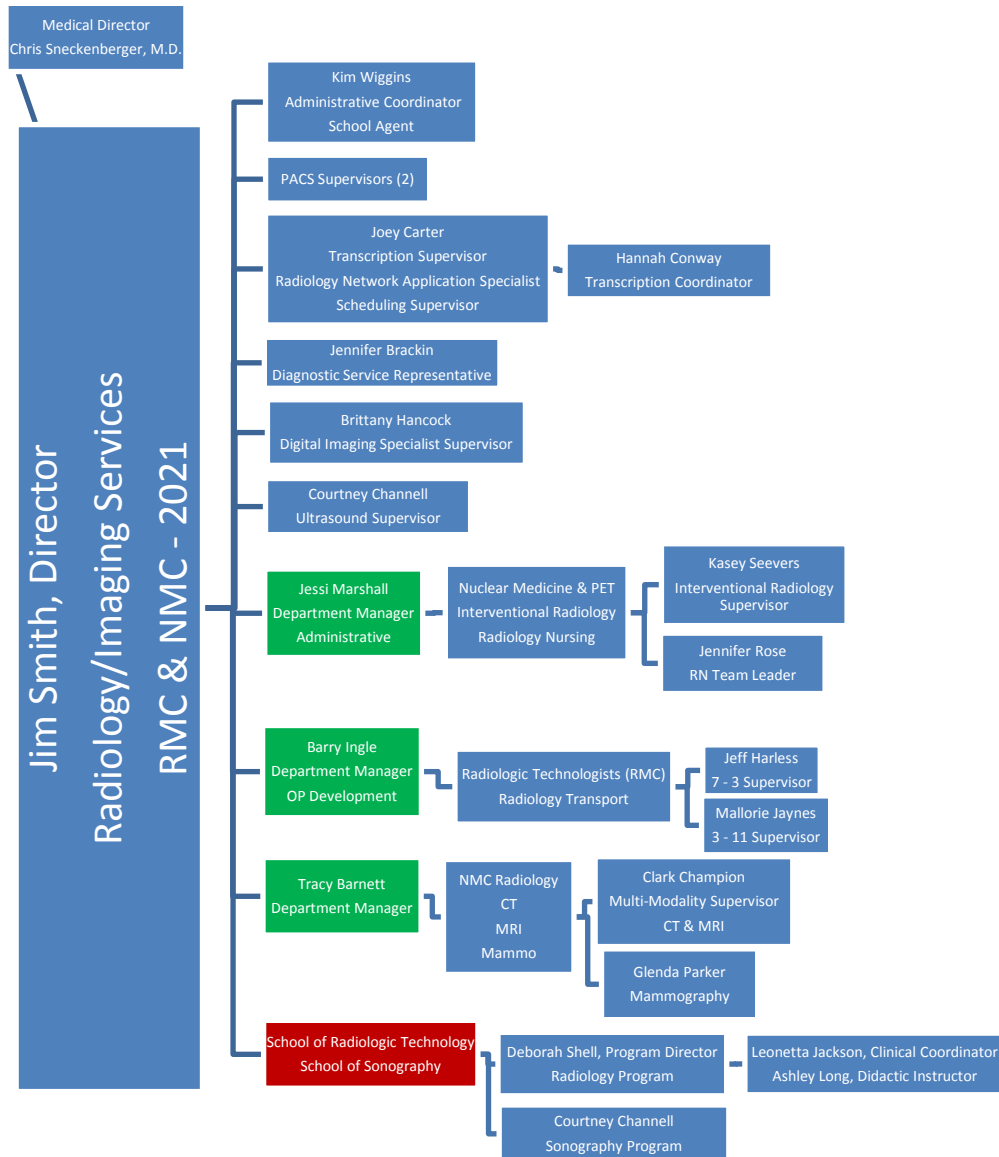 Medical Director
Chris Sneckenberger, M.D.
Jim Smith, Director
Radiology/Imaging Services
RMC & NMC - 2021
Kim Wiggins
Administrative Coordinator
School Agent
PACS Supervisors (2)
Joey Carter
Transcription Supervisor
Radiology Network Application Specialist
Scheduling Supervisor
Hannah Conway
Transcription Coordinator
Jennifer Brackin
Diagnostic Service Representative
Brittany Hancock
Digital Imaging Specialist Supervisor
Courtney Channell
Ultrasound Supervisor
Jessi Marshall
Department Manager
Administrative
Nuclear Medicine & PET
Interventional Radiology
Radiology Nursing
Kasey Seevers
Interventional Radiology
Supervisor
Jennifer Rose
RN Team Leader
Barry Ingle
Department Manager
OP Development
Radiologic Technologists (RMC)
Radiology Transport
Jeff Harless
7 - 3 Supervisor
Mallorie Jaynes
3 - 11 Supervisor
Tracy Barnett
Department Manager
NMC Radiology
CT
MRI
Mammo
Clark Champion
Multi-Modality Supervisor
CT & MRI
Glenda Parker
Mammography
School of Radiologic Technology
School of Sonography
Deborah Shell, Program Director
Radiology Program
Leonetta Jackson, Clinical Coordinator
Ashley Long, Didactic Instructor
Courtney Channell
Sonography Program